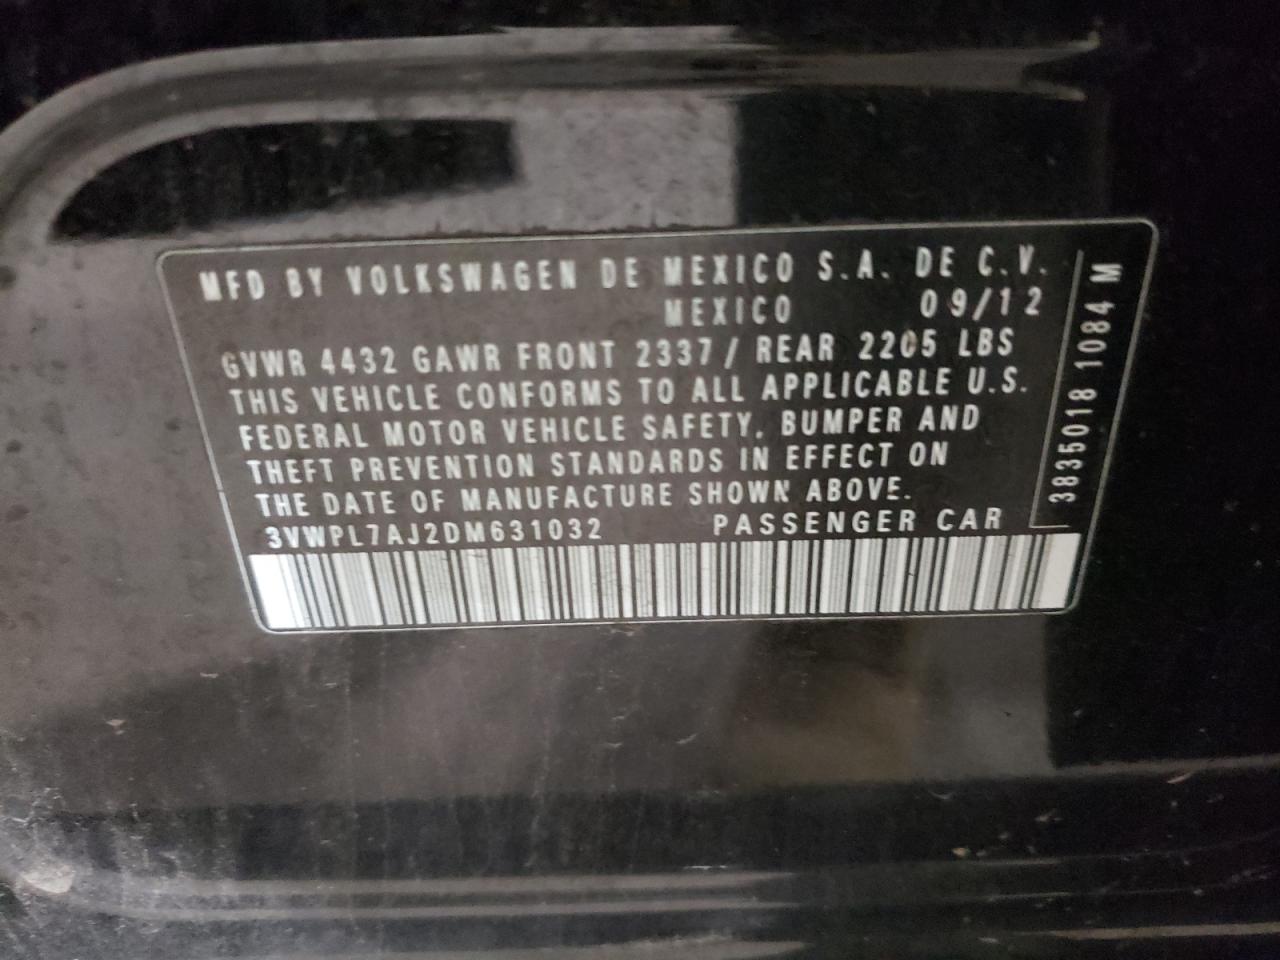 MFD BY VOLKSWAGEN DE MEXICO S.A. DE C.V.
MEXICO 09/12
GVWR 4432 GAWR FRONT 2337/ REAR 2205 LBS
THIS VEHICLE CONFORMS TO ALL APPLICABLE U.S.
FEDERAL MOTOR VEHICLE SAFETY, BUMPER AND
THEFT PREVENTION STANDARDS IN EFFECT ON
THE DATE OF MANUFACTURE SHOWN ABOVE.
3VWPL7AJ2DM631032 PASSENGER CAR
3835018 1084 M